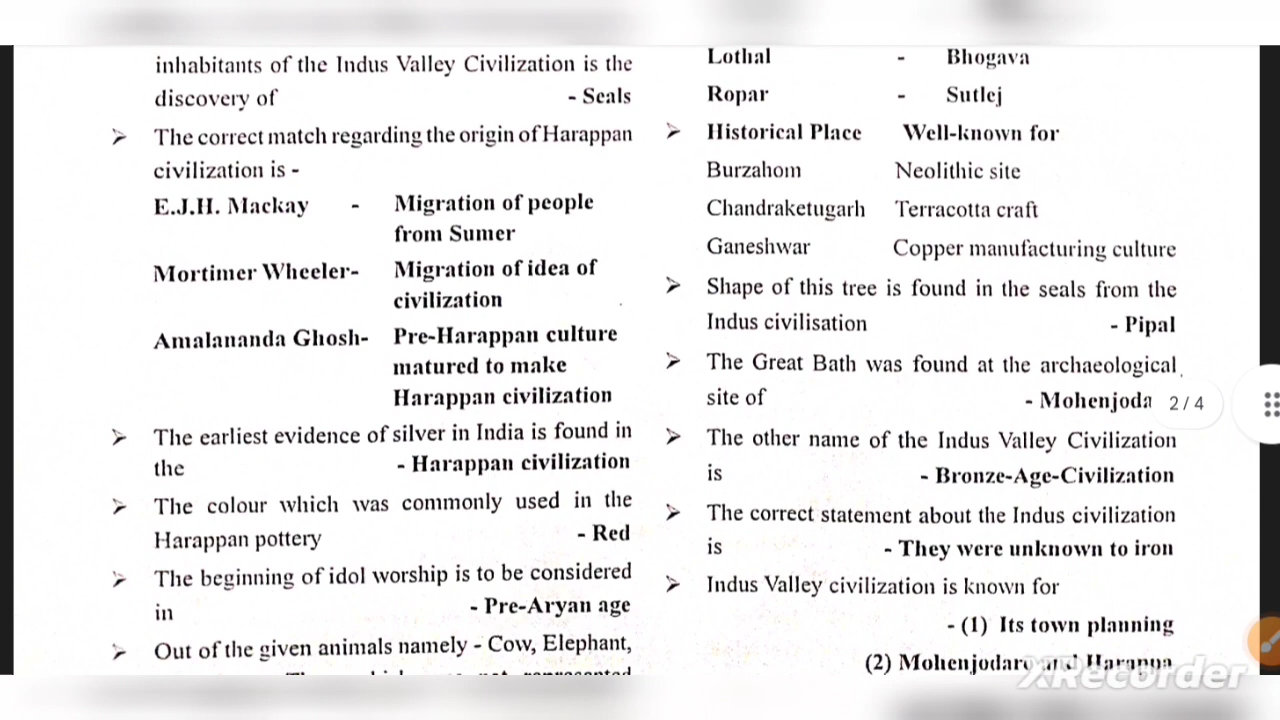 inhabitants of the Indus Valley Civilization is the
discovery of - Seals
➢ The correct match regarding the origin of Harappan
civilization is -
E.J.H. Mackay - Migration of people
from Sumer
Mortimer Wheeler- Migration of idea of
civilization
Amalananda Ghosh- Pre-Harappan culture
matured to make
Harappan civilization
➢ The earliest evidence of silver in India is found in
the - Harappan civilization
➢ The colour which was commonly used in the
Harappan pottery - Red
➢ The beginning of idol worship is to be considered
in - Pre-Aryan age
➢ Out of the given animals namely - Cow, Elephant,
Lothal - Bhogava
Ropar - Sutlej
➢ Historical Place Well-known for
Burzahom Neolithic site
Chandraketugarh Terracotta craft
Ganeshwar Copper manufacturing culture
➢ Shape of this tree is found in the seals from the
Indus civilisation - Pipal
➢ The Great Bath was found at the archaeological
site of - Mohenjoda
➢ The other name of the Indus Valley Civilization
is - Bronze-Age-Civilization
➢ The correct statement about the Indus civilization
is - They were unknown to iron
➢ Indus Valley civilization is known for
- (1) Its town planning
(2) Mohenjodaro and Harappa
2 / 4
XRecorder